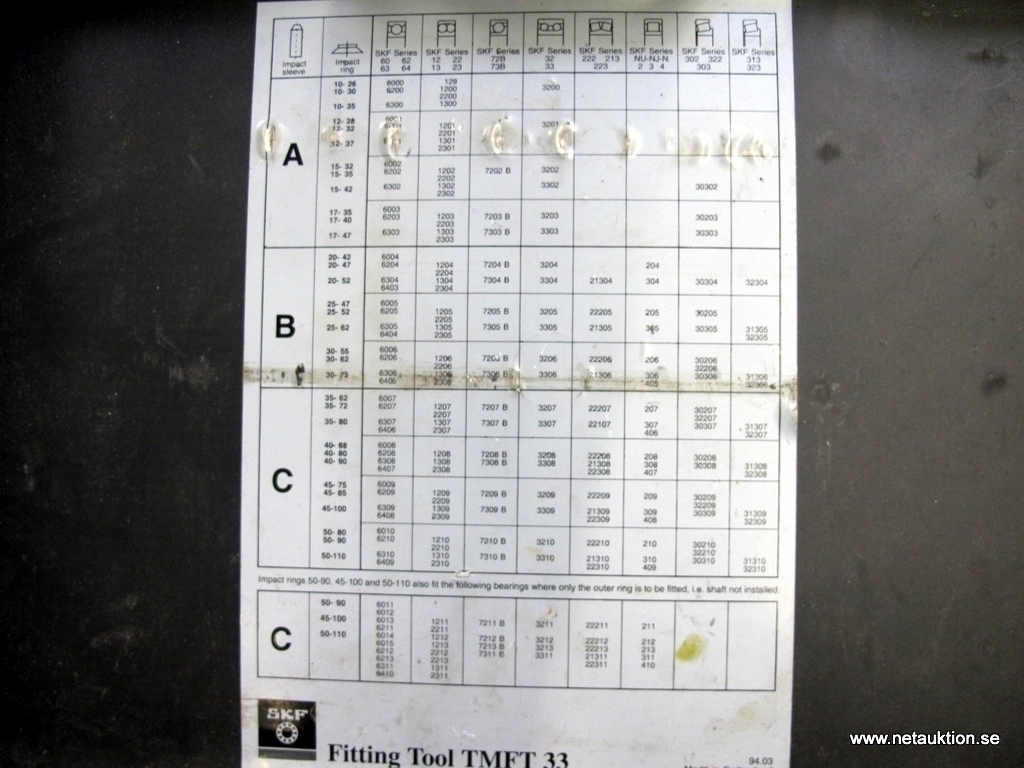 Impact sleeve Impact ring SKF Series 60 62 63 64 SKF Series 12 22 13 23 SKF Series 72B 73B SKF Series 32 33 SKF Series 222 213 223 SKF Series NU-NJ-N 2 3 4 SKF Series 302 322 303 SKF Series 313 323
A
10- 26 6000 129
10- 30 6200 1200 3200
2200
10- 35 6300 1300
12- 28
12- 32 1201 3201
2201
12- 37 1301
2301
15- 32 6002
15- 35 6202 1202 7202 B 3202
2202
15- 42 6302 1302 3302 30302
2302
17- 35 6003
17- 40 6203 1203 7203 B 3203 30203
2203
17- 47 6303 1303 7303 B 3303 30303
2303
B
20- 42 6004
20- 47 6204 1204 7204 B 3204 204
2204
20- 52 6304 1304 7304 B 3304 21304 304 30304 32304
6403 2304
25- 47 6005
25- 52 6205 1205 7205 B 3205 22205 205 30205
2205
25- 62 6305 1305 7305 B 3305 21305 305 30305 31305
6404 2305 32305
30- 55 6006
30- 62 6206 1206 3206 22206 206 30206
2206 32206
6306 3306 21306 306 30306 31306
C
35- 62 6007
35- 72 6207 1207 7207 B 3207 22207 207 30207
2207 32207
35- 80 6307 1307 7307 B 3307 22107 307 30307 31307
6406 2307 406 32307
40- 68 6008
40- 80 6208 1208 7208 B 3208 22208 208 30208
40- 90 6308 1308 7308 B 3308 21308 308 30308 31308
6407 2308 22308 407 32308
45- 75 6009
45- 85 6209 1209 7209 B 3209 22209 209 30209
2209 32209
45-100 6309 1309 7309 B 3309 21309 309 30309 31309
6408 2309 22309 408 32309
50- 80 6010
50- 90 6210 1210 7210 B 3210 22210 210 30210
2210 32210
50-110 6310 1310 7310 B 3310 21310 310 30310 31310
6409 2310 22310 409 32310
Impact rings 50-90, 45-100 and 50-110 also fit the following bearings where only the outer ring is to be fitted, i.e. shaft not installed.
C
50- 90 6011
6012
45-100 6013 1211 7211 B 3211 22211 211
6211 2211
50-110 6014 1212 7212 B 3212 22212 212
6015 1213 7213 B 3213 22213 213
6212 2212 7311 B 3311 21311 311
6213 2213 22311 410
6311 1311
6410 2311
SKF
Fitting Tool TMFT 33
94.03
www.netauktion.se